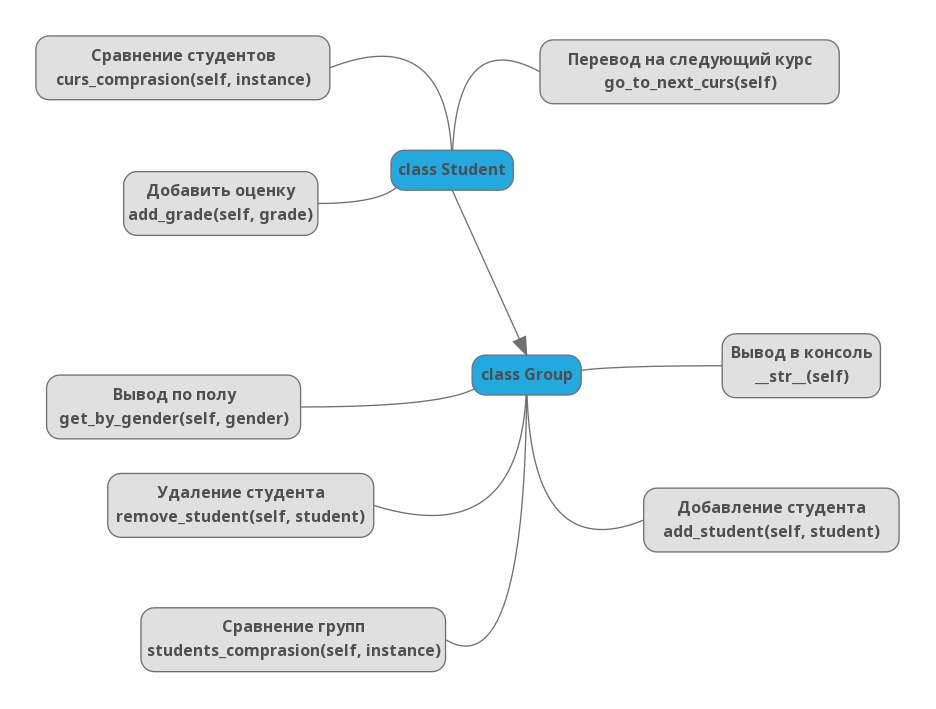 Сравнение студентов
curs_comprasion(self, instance)
Перевод на следующий курс
go_to_next_curs(self)
class Student
Добавить оценку
add_grade(self, grade)
Вывод в консоль
__str__(self)
class Group
Вывод по полу
get_by_gender(self, gender)
Удаление студента
remove_student(self, student)
Добавление студента
add_student(self, student)
Сравнение групп
students_comprasion(self, instance)